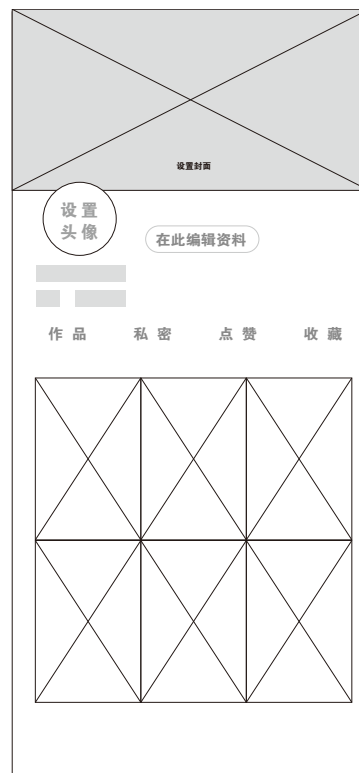 设置封面
设置
头像
在此编辑资料
作品 私密 点赞 收藏